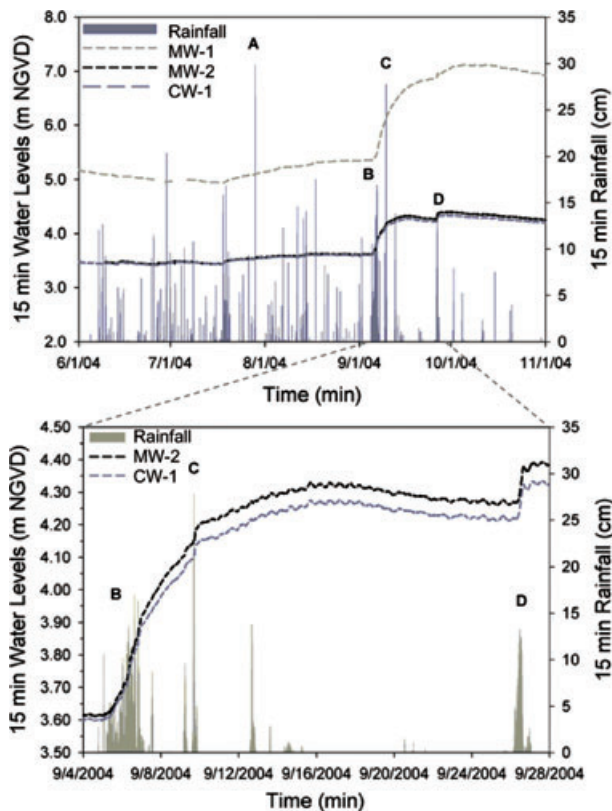 8.0
7.0
6.0
5.0
4.0
3.0
2.0
15 min Water Levels (m NGVD)
Rainfall
MW-1
MW-2
CW-1
A
B
C
D
35
30
25
20
15
10
5
0
15 min Rainfall (cm)
6/1/04 7/1/04 8/1/04 9/1/04 10/1/04 11/1/04
Time (min)
4.50
4.40
4.30
4.20
4.10
4.00
3.90
3.80
3.70
3.60
3.50
15 min Water Levels (m NGVD)
Rainfall
MW-2
CW-1
B
C
D
35
30
25
20
15
10
5
0
15 min Rainfall (cm)
9/4/2004 9/8/2004 9/12/2004 9/16/2004 9/20/2004 9/24/2004 9/28/2004
Time (min)